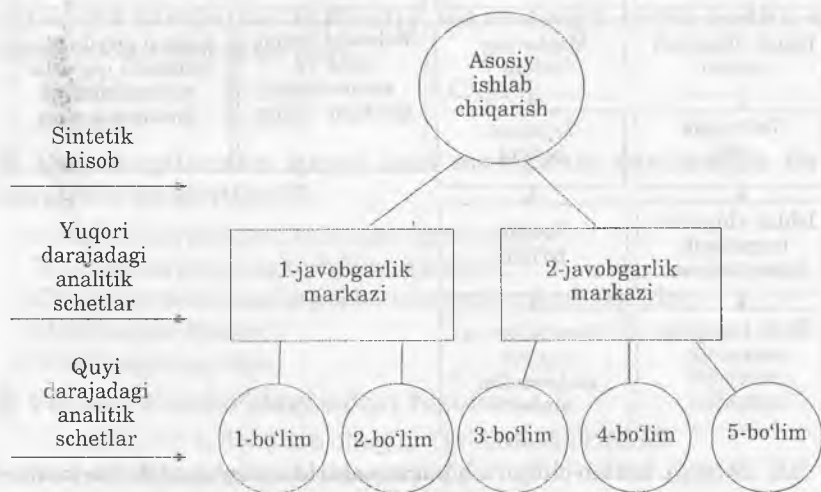 Asosiy
ishlab
chiqarish
Sintetik
hisob
Yuqori
darajadagi
analitik
schetlar
1-javobgarlik
markazi
2-javobgarlik
markazi
Quyi
darajadagi
analitik
schetlar
1-bo‘lim
2-bo‘lim
3-bo‘lim
4-bo‘lim
5-bo‘lim